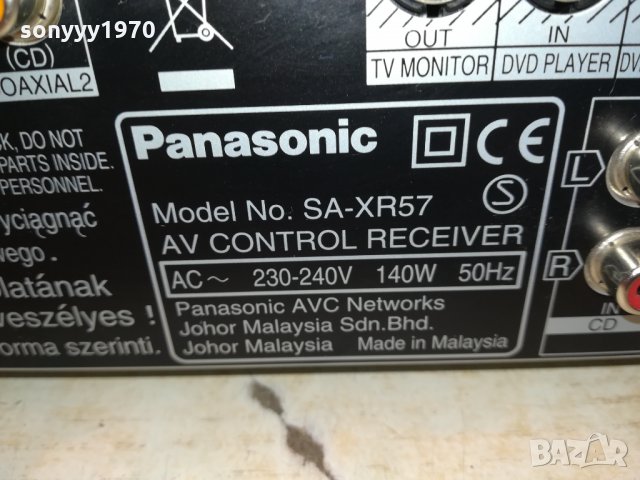 sonyyy1970
(CD)
OAXIAL2
OUT
TV MONITOR
IN
DVD PLAYER
DV
K, DO NOT
PARTS INSIDE.
PERSONNEL.
yciągnąć
wego.
olatának
veszélyes !
orma szerinti.
Panasonic
CE
S
Model No. SA-XR57
AV CONTROL RECEIVER
AC~ 230-240V 140W 50Hz
Panasonic AVC Networks
Johor Malaysia Sdn.Bhd.
Johor Malaysia Made in Malaysia
L
R
IN
CD
BAZAR